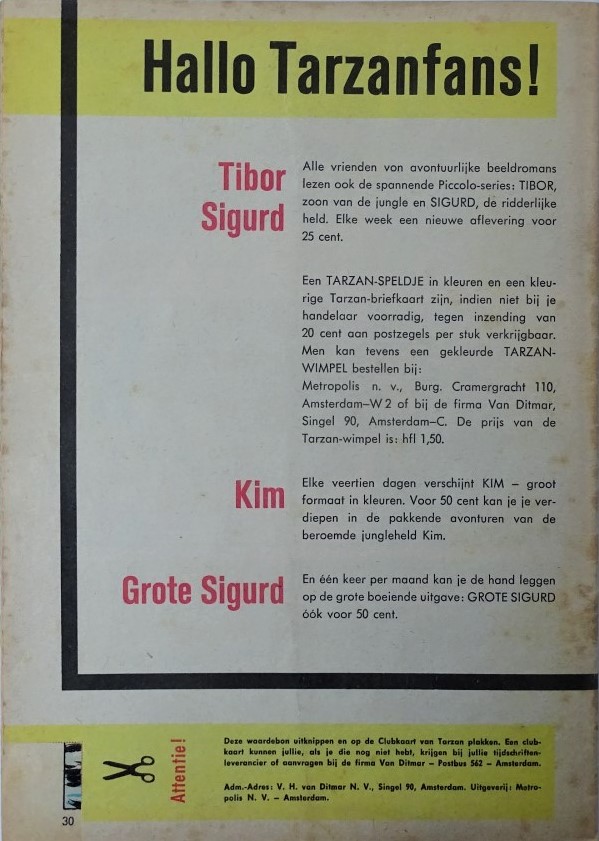 Hallo Tarzanfans!
Tibor
Sigurd
Alle vrienden von avontuurlijke beeldromans
lezen ook de spannende Piccolo-series: TIBOR,
zoon van de jungle en SIGURD, de ridderlijke
held. Elke week een nieuwe aflevering voor
25 cent.
Een TARZAN-SPELDJE in kleuren en een kleu-
rige Tarzan-briefkaart zijn, indien niet bij je
handelaar voorradig, tegen inzending van
20 cent aan postzegels per stuk verkrijgbaar.
Men kan tevens een gekleurde TARZAN-
WIMPEL bestellen bij:
Metropolis n. v., Burg. Cramergracht 110,
Amsterdam–W 2 of bij de firma Van Ditmar,
Singel 90, Amsterdam–C. De prijs van de
Tarzan-wimpel is: hfl 1,50.
Kim
Elke veertien dagen verschijnt KIM – groot
formaat in kleuren. Voor 50 cent kan je je ver-
diepen in de pakkende avonturen van de
beroemde jungleheld Kim.
Grote Sigurd
En één keer per maand kan je de hand leggen
op de grote boeiende uitgave: GROTE SIGURD
óók voor 50 cent.
Attentie!
Deze waardebon uitknippen en op de Clubkaart van Tarzan plakken. Een club-
kaart kunnen jullie, als je die nog niet hebt, krijgen bij jullie tijdschriften-
leverancier of aanvragen bij de firma Van Ditmar – Postbus 562 – Amsterdam.
Adm.-Adres: V. H. van Ditmar N. V., Singel 90, Amsterdam. Uitgeverij: Metro-
polis N. V. – Amsterdam.
30